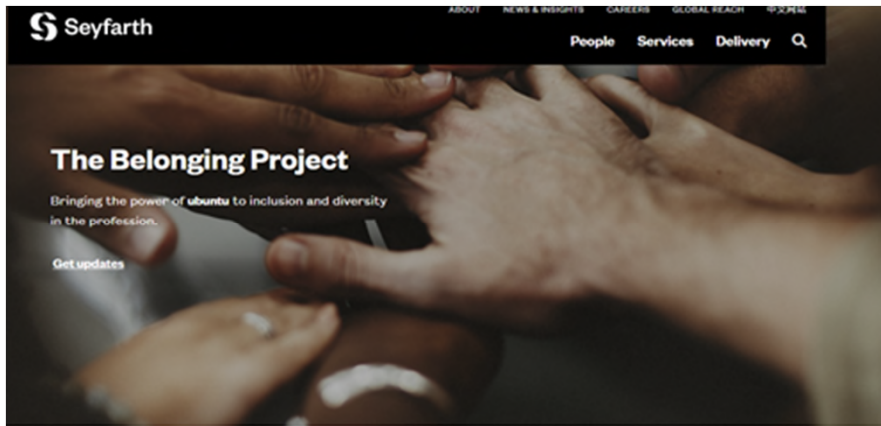 ABOUT NEWS & INSIGHTS CAREERS GLOBAL REACH 中文网站
Seyfarth
People Services Delivery
The Belonging Project
Bringing the power of ubuntu to inclusion and diversity
in the profession.
Get updates